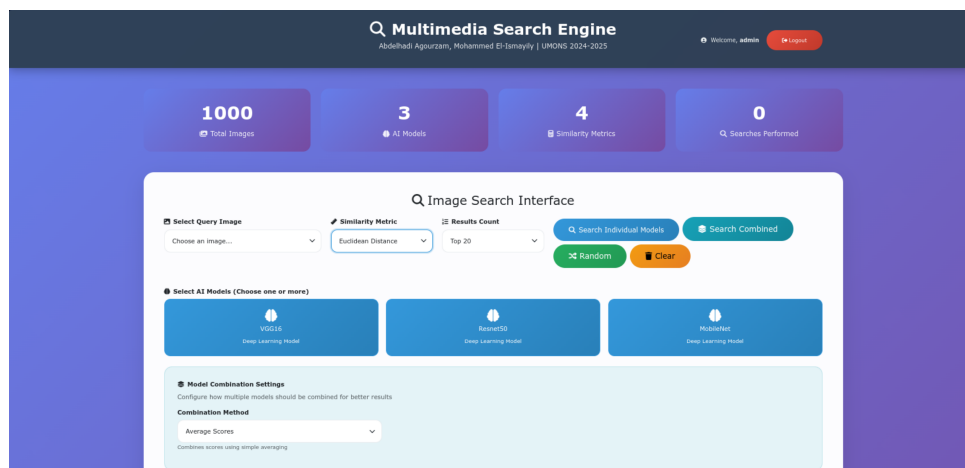 Multimedia Search Engine
Abdelhadi Agourzam, Mohammed El-Ismayily | UMONS 2024-2025
Welcome, admin
Logout
1000
Total Images
3
AI Models
4
Similarity Metrics
0
Searches Performed
Image Search Interface
Select Query Image
Choose an image...
Similarity Metric
Euclidean Distance
Results Count
Top 20
Search Individual Models
Search Combined
Random
Clear
Select AI Models (Choose one or more)
VGG16
Deep Learning Model
Resnet50
Deep Learning Model
MobileNet
Deep Learning Model
Model Combination Settings
Configure how multiple models should be combined for better results
Combination Method
Average Scores
Combines scores using simple averaging